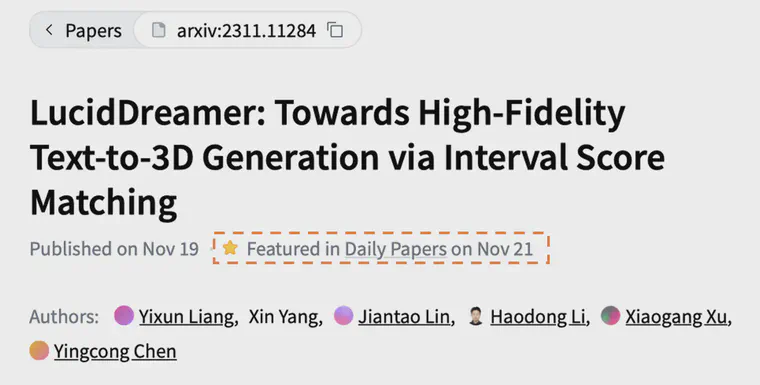 Papers arxiv:2311.11284
LucidDreamer: Towards High-Fidelity
Text-to-3D Generation via Interval Score
Matching
Published on Nov 19 · Featured in Daily Papers on Nov 21
Authors: Yixun Liang, Xin Yang, Jiantao Lin, Haodong Li, Xiaogang Xu,
Yingcong Chen